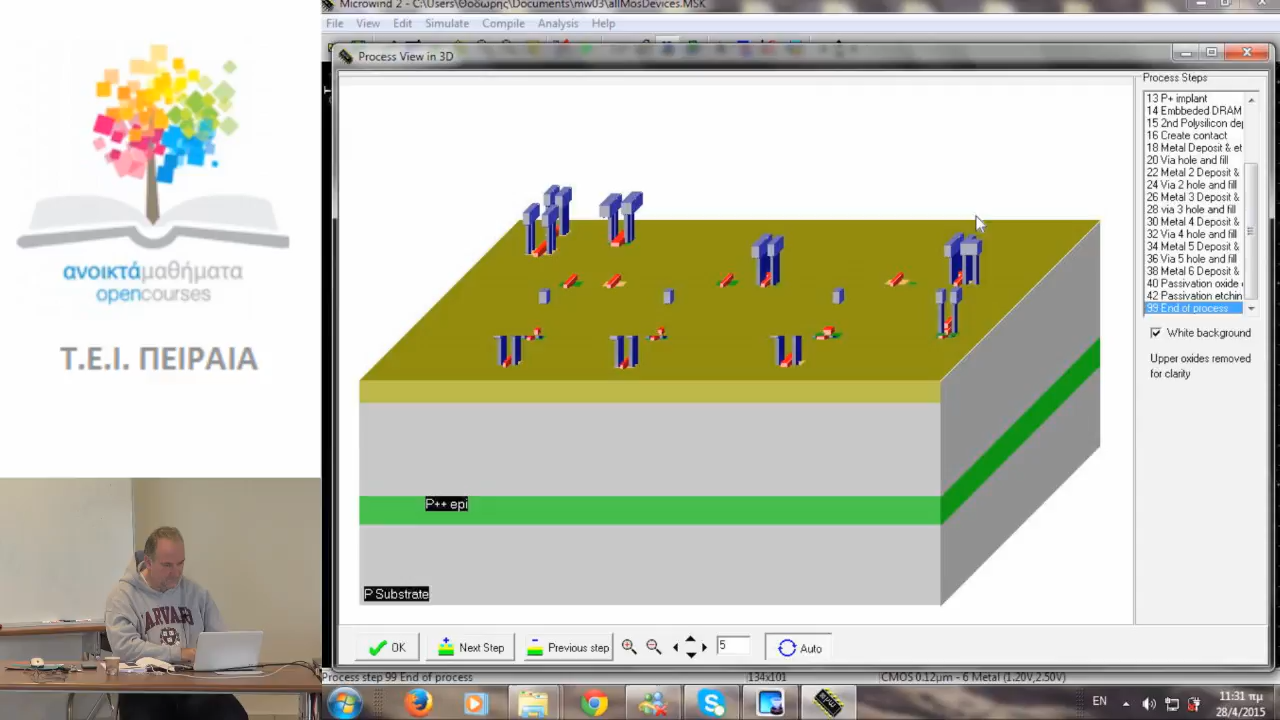 Microwind 2 - C:\Users\Θοδωρής\Documents\mw03\allMosDevices.MSK
File View Edit Simulate Compile Analysis Help
Process View in 3D
Process Steps
13 P+ implant
14 Embbeded DRAM
15 2nd Polysilicon dep
16 Create contact
18 Metal Deposit & et
20 Via hole and fill
22 Metal 2 Deposit &
24 Via 2 hole and fill
26 Metal 3 Deposit &
28 via 3 hole and fill
30 Metal 4 Deposit &
32 Via 4 hole and fill
34 Metal 5 Deposit &
36 Via 5 hole and fill
38 Metal 6 Deposit &
40 Passivation oxide
42 Passivation etchin
99 End of process
White background
Upper oxides removed
for clarity
ανοικτάμαθήματα
opencourses
Τ.Ε.Ι. ΠΕΙΡΑΙΑ
P++ epi
P Substrate
HARVARD
OK Next Step Previous step 5 Auto
Process step 99 End of process 134x101 CMOS 0.12µm - 6 Metal (1.20V,2.50V)
EN 11:31 πμ
28/4/2015